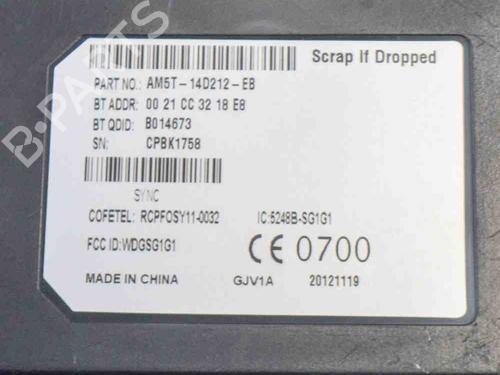 Scrap If Dropped
PART NO.: AM5T-14D212-EB
BT ADDR: 00 21 CC 32 18 E8
BT QDID: B014673
SN: CPBK1758
SYNC
COFETEL: RCPFOSY11-0032 IC:5248B-SG1G1
FCC ID:WDGSG1G1 CE 0700
MADE IN CHINA GJV1A 20121119
B-PARTS